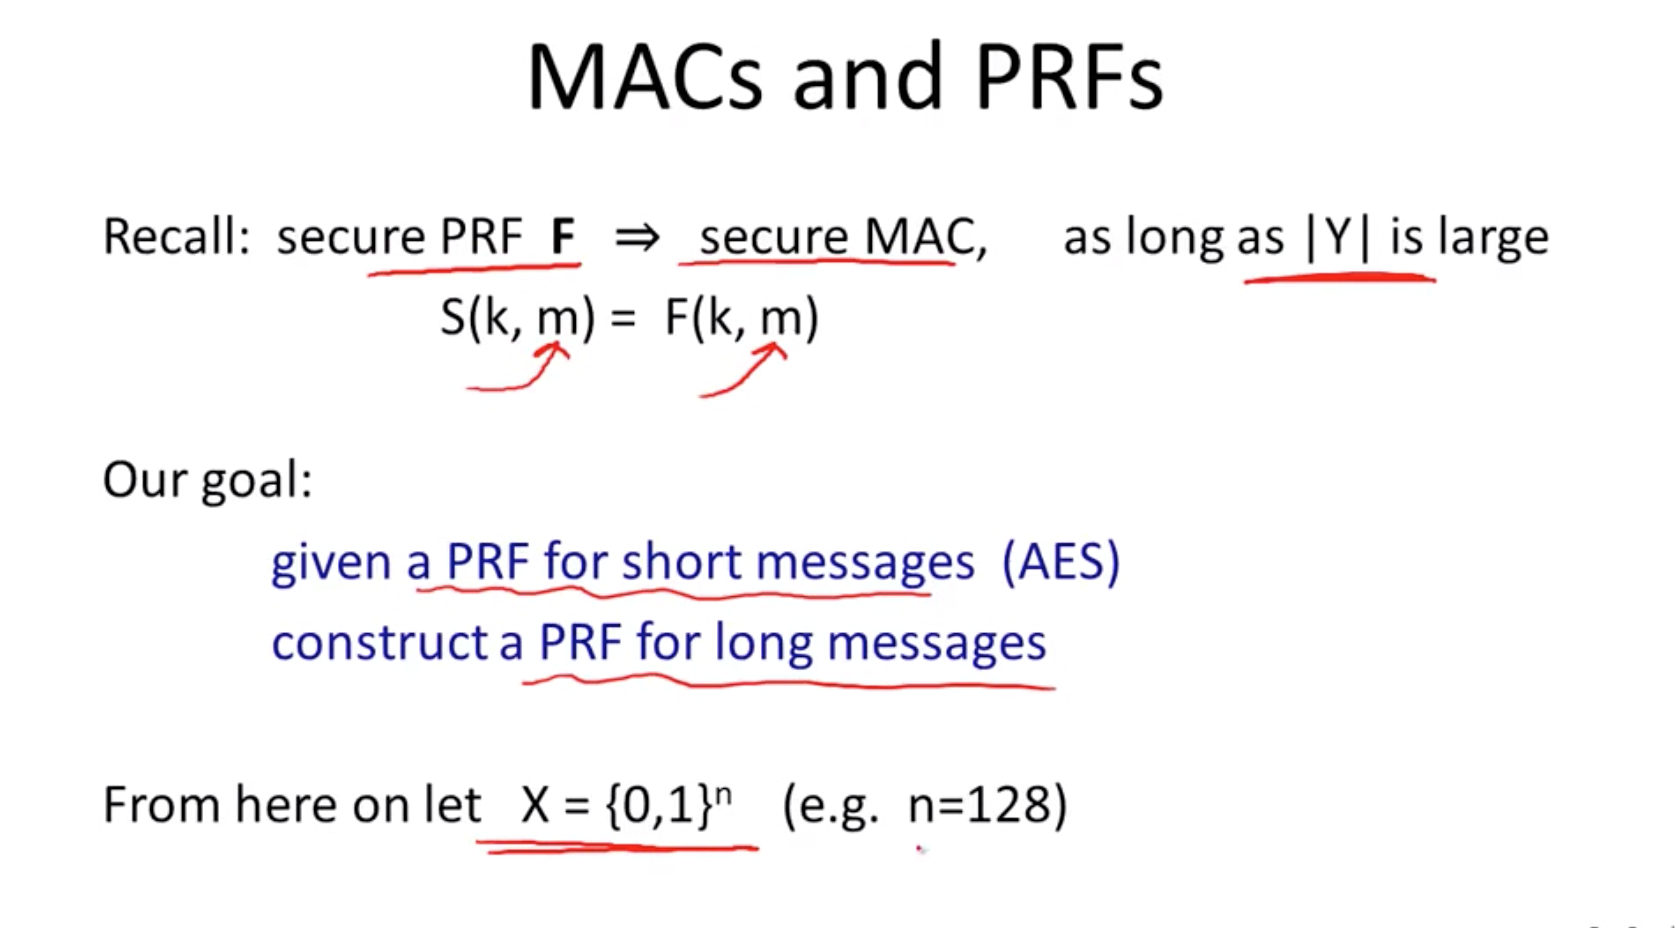 MACs and PRFs
Recall: secure PRF F ⇒ secure MAC, as long as |Y| is large
S(k, m) = F(k, m)
Our goal:
given a PRF for short messages (AES)
construct a PRF for long messages
From here on let X = {0,1}ⁿ (e.g. n=128)